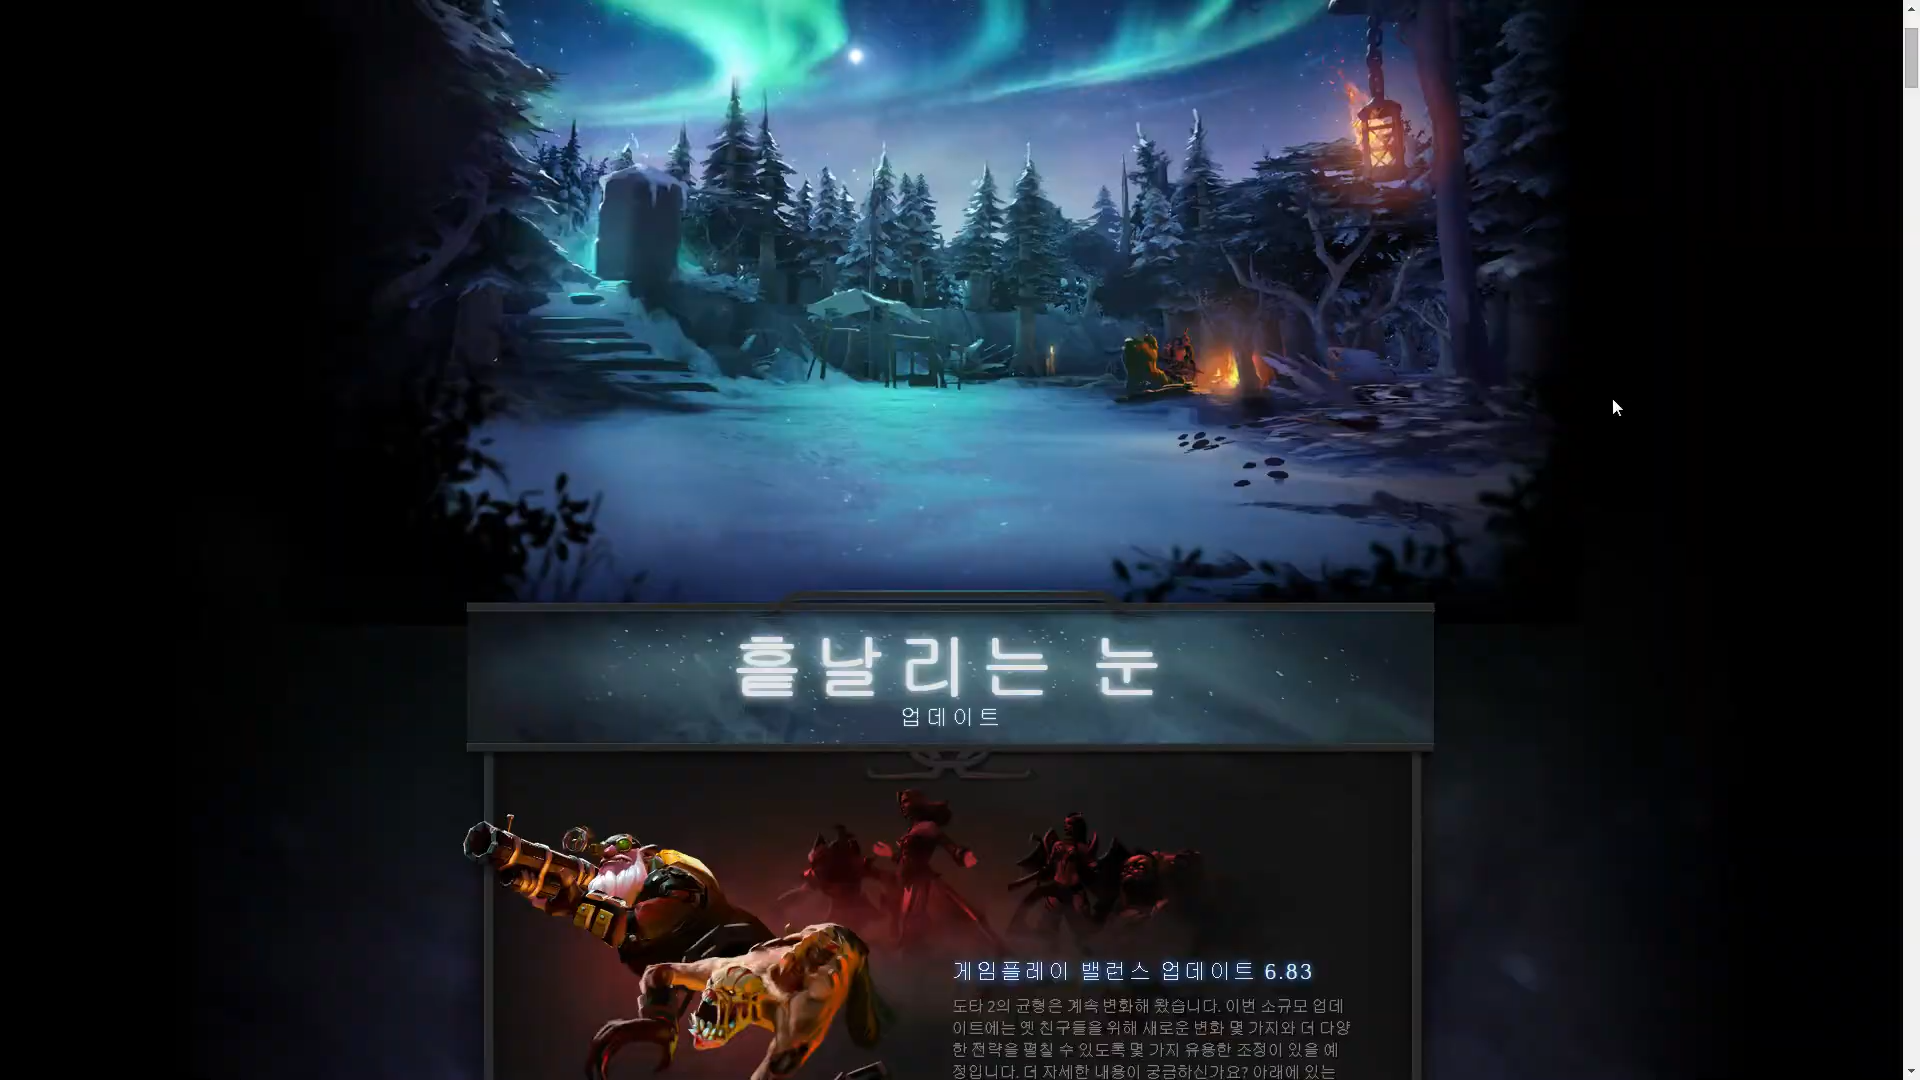 흩날리는 눈
업데이트
게임플레이 밸런스 업데이트 6.83
도타 2의 균형은 계속 변화해 왔습니다. 이번 소규모 업데
이트에는 옛 친구들을 위해 새로운 변화 몇 가지와 더 다양
한 전략을 펼칠 수 있도록 몇 가지 유용한 조정이 있을 예
정입니다. 더 자세한 내용이 궁금하신가요? 아래에 있는